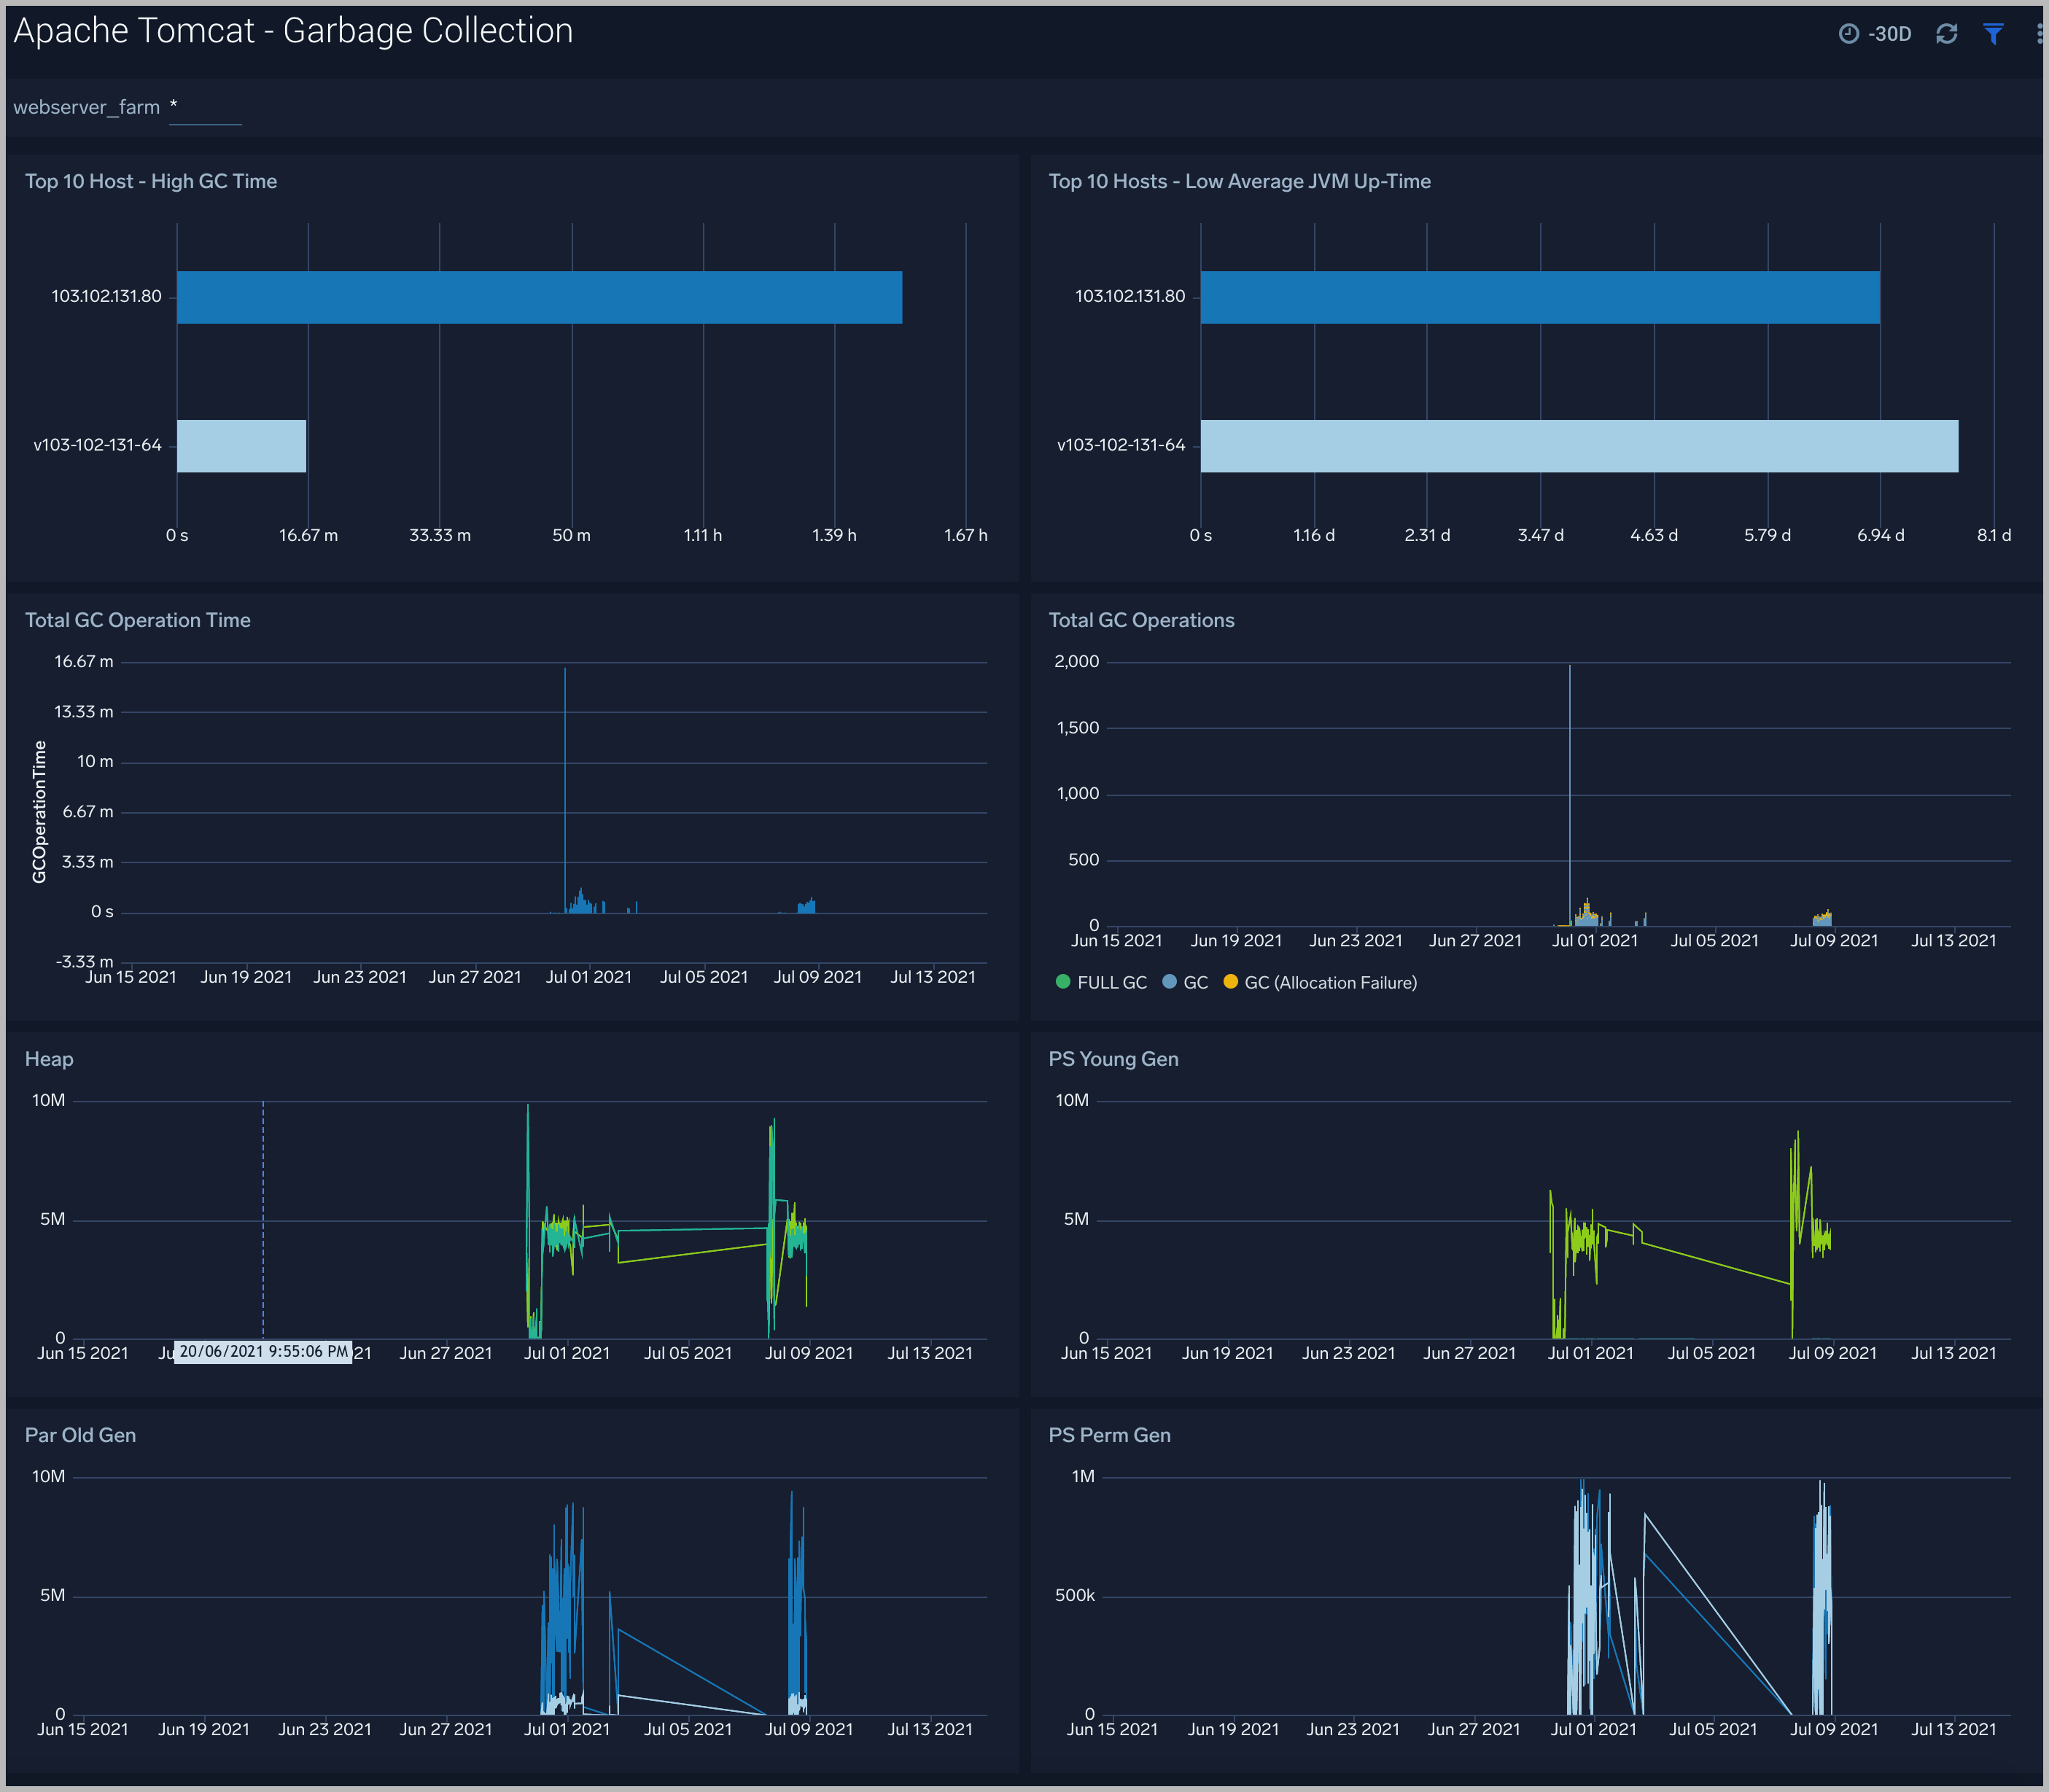 Apache Tomcat - Garbage Collection
-30D
webserver_farm *
Top 10 Host - High GC Time
103.102.131.80
v103-102-131-64
0 s 16.67 m 33.33 m 50 m 1.11 h 1.39 h 1.67 h
Top 10 Hosts - Low Average JVM Up-Time
103.102.131.80
v103-102-131-64
0 s 1.16 d 2.31 d 3.47 d 4.63 d 5.79 d 6.94 d 8.1 d
Total GC Operation Time
GCOperationTime
16.67 m
13.33 m
10 m
6.67 m
3.33 m
0 s
-3.33 m
Jun 15 2021 Jun 19 2021 Jun 23 2021 Jun 27 2021 Jul 01 2021 Jul 05 2021 Jul 09 2021 Jul 13 2021
Total GC Operations
2,000
1,500
1,000
500
0
Jun 15 2021 Jun 19 2021 Jun 23 2021 Jun 27 2021 Jul 01 2021 Jul 05 2021 Jul 09 2021 Jul 13 2021
FULL GC GC GC (Allocation Failure)
Heap
10M
5M
0
Jun 15 2021 20/06/2021 9:55:06 PM Jun 27 2021 Jul 01 2021 Jul 05 2021 Jul 09 2021 Jul 13 2021
PS Young Gen
10M
5M
0
Jun 15 2021 Jun 19 2021 Jun 23 2021 Jun 27 2021 Jul 01 2021 Jul 05 2021 Jul 09 2021 Jul 13 2021
Par Old Gen
10M
5M
0
Jun 15 2021 Jun 19 2021 Jun 23 2021 Jun 27 2021 Jul 01 2021 Jul 05 2021 Jul 09 2021 Jul 13 2021
PS Perm Gen
1M
500k
0
Jun 15 2021 Jun 19 2021 Jun 23 2021 Jun 27 2021 Jul 01 2021 Jul 05 2021 Jul 09 2021 Jul 13 2021